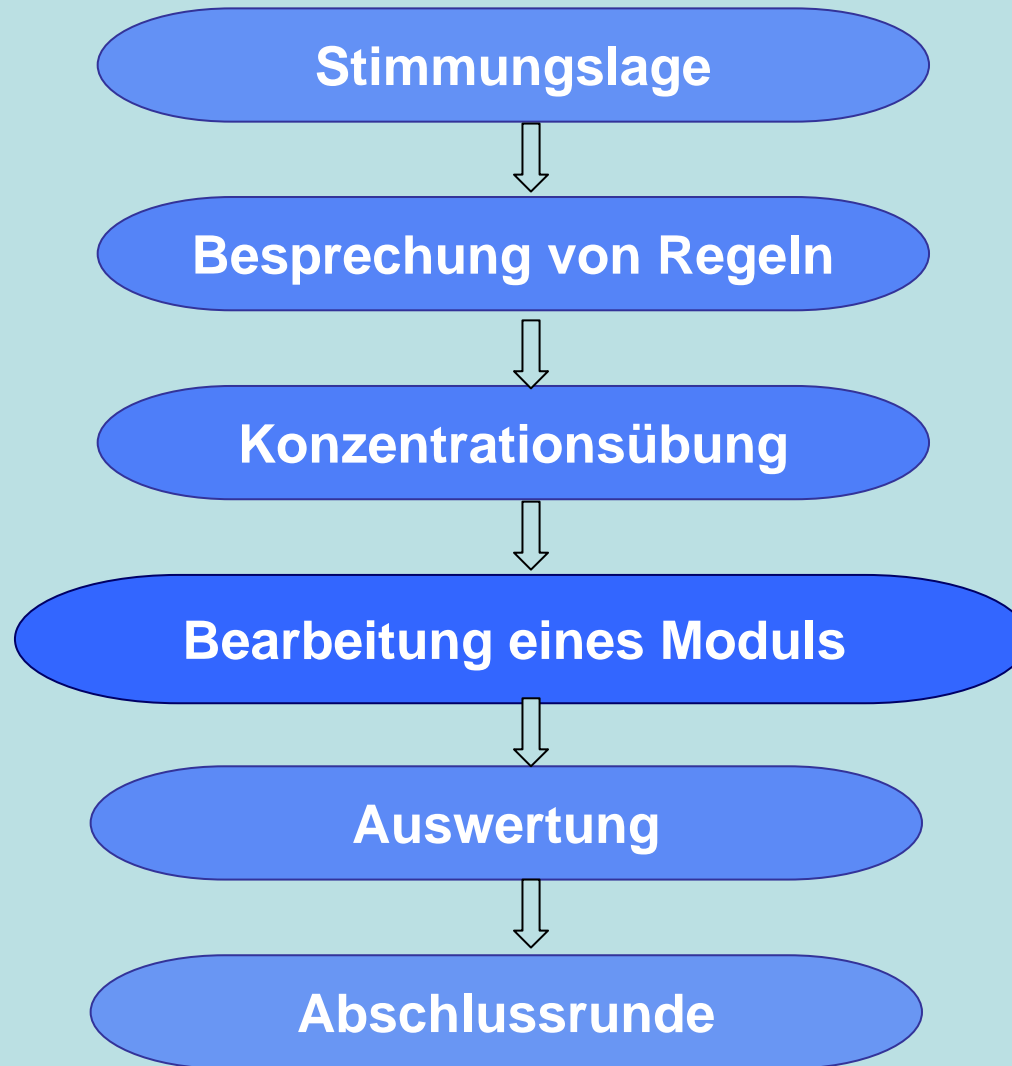 Stimmungslage
Besprechung von Regeln
Konzentrationsübung
Bearbeitung eines Moduls
Auswertung
Abschlussrunde